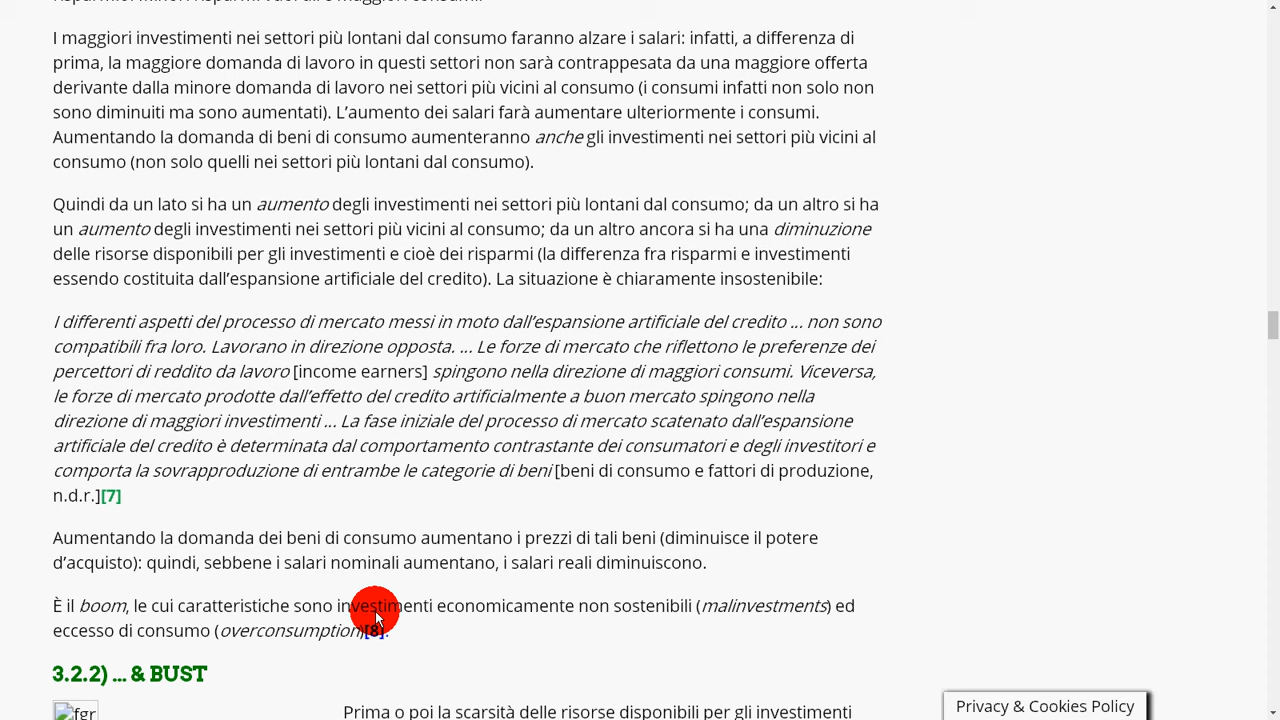 I maggiori investimenti nei settori più lontani dal consumo faranno alzare i salari: infatti, a differenza di
prima, la maggiore domanda di lavoro in questi settori non sarà contrappesata da una maggiore offerta
derivante dalla minore domanda di lavoro nei settori più vicini al consumo (i consumi infatti non solo non
sono diminuiti ma sono aumentati). L’aumento dei salari farà aumentare ulteriormente i consumi.
Aumentando la domanda di beni di consumo aumenteranno anche gli investimenti nei settori più vicini al
consumo (non solo quelli nei settori più lontani dal consumo).
Quindi da un lato si ha un aumento degli investimenti nei settori più lontani dal consumo; da un altro si ha
un aumento degli investimenti nei settori più vicini al consumo; da un altro ancora si ha una diminuzione
delle risorse disponibili per gli investimenti e cioè dei risparmi (la differenza fra risparmi e investimenti
essendo costituita dall’espansione artificiale del credito). La situazione è chiaramente insostenibile:
I differenti aspetti del processo di mercato messi in moto dall’espansione artificiale del credito … non sono
compatibili fra loro. Lavorano in direzione opposta. … Le forze di mercato che riflettono le preferenze dei
percettori di reddito da lavoro [income earners] spingono nella direzione di maggiori consumi. Viceversa,
le forze di mercato prodotte dall’effetto del credito artificialmente a buon mercato spingono nella
direzione di maggiori investimenti … La fase iniziale del processo di mercato scatenato dall’espansione
artificiale del credito è determinata dal comportamento contrastante dei consumatori e degli investitori e
comporta la sovrapproduzione di entrambe le categorie di beni [beni di consumo e fattori di produzione,
n.d.r.][7]
Aumentando la domanda dei beni di consumo aumentano i prezzi di tali beni (diminuisce il potere
d’acquisto): quindi, sebbene i salari nominali aumentano, i salari reali diminuiscono.
È il boom, le cui caratteristiche sono investimenti economicamente non sostenibili (malinvestments) ed
eccesso di consumo (overconsumption)[8].
3.2.2) … & BUST
fgr
Prima o poi la scarsità delle risorse disponibili per gli investimenti
Privacy & Cookies Policy